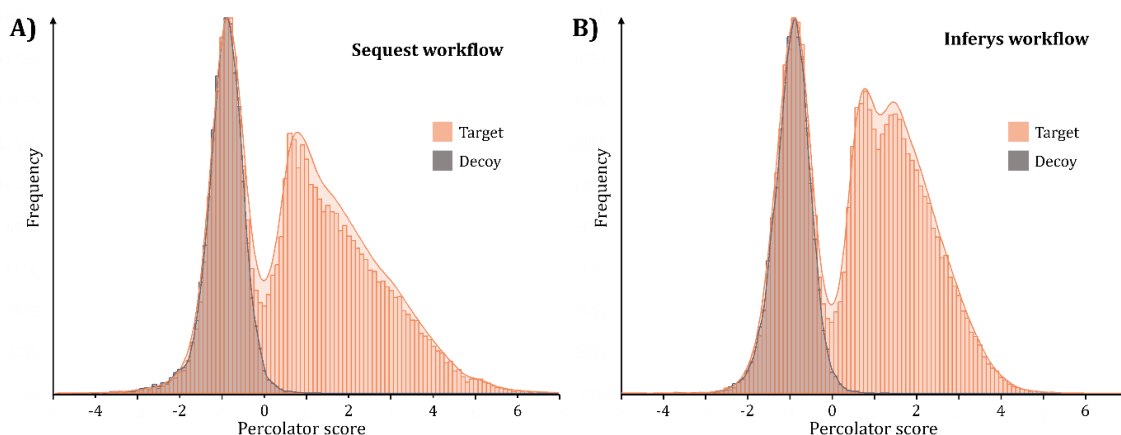 A)
Sequest workflow
Frequency
Target
Decoy
-4 -2 0 2 4 6
Percolator score
B)
Inferys workflow
Frequency
Target
Decoy
-4 -2 0 2 4 6
Percolator score